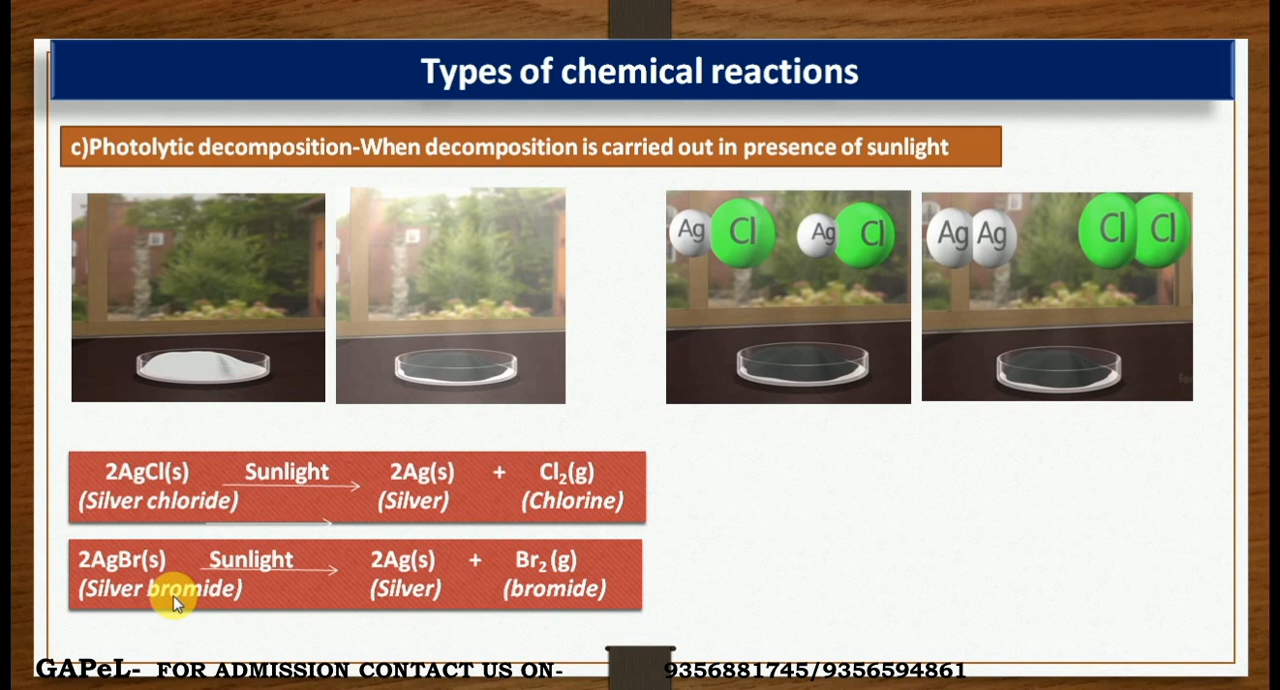 Types of chemical reactions
c)Photolytic decomposition-When decomposition is carried out in presence of sunlight
Ag Cl Ag Cl
Ag Ag Cl Cl
2AgCl(s) Sunlight 2Ag(s) + Cl₂(g)
(Silver chloride) (Silver) (Chlorine)
2AgBr(s) Sunlight 2Ag(s) + Br₂ (g)
(Silver bromide) (Silver) (bromide)
GAPeL- FOR ADMISSION CONTACT US ON- 9356881745/9356594861